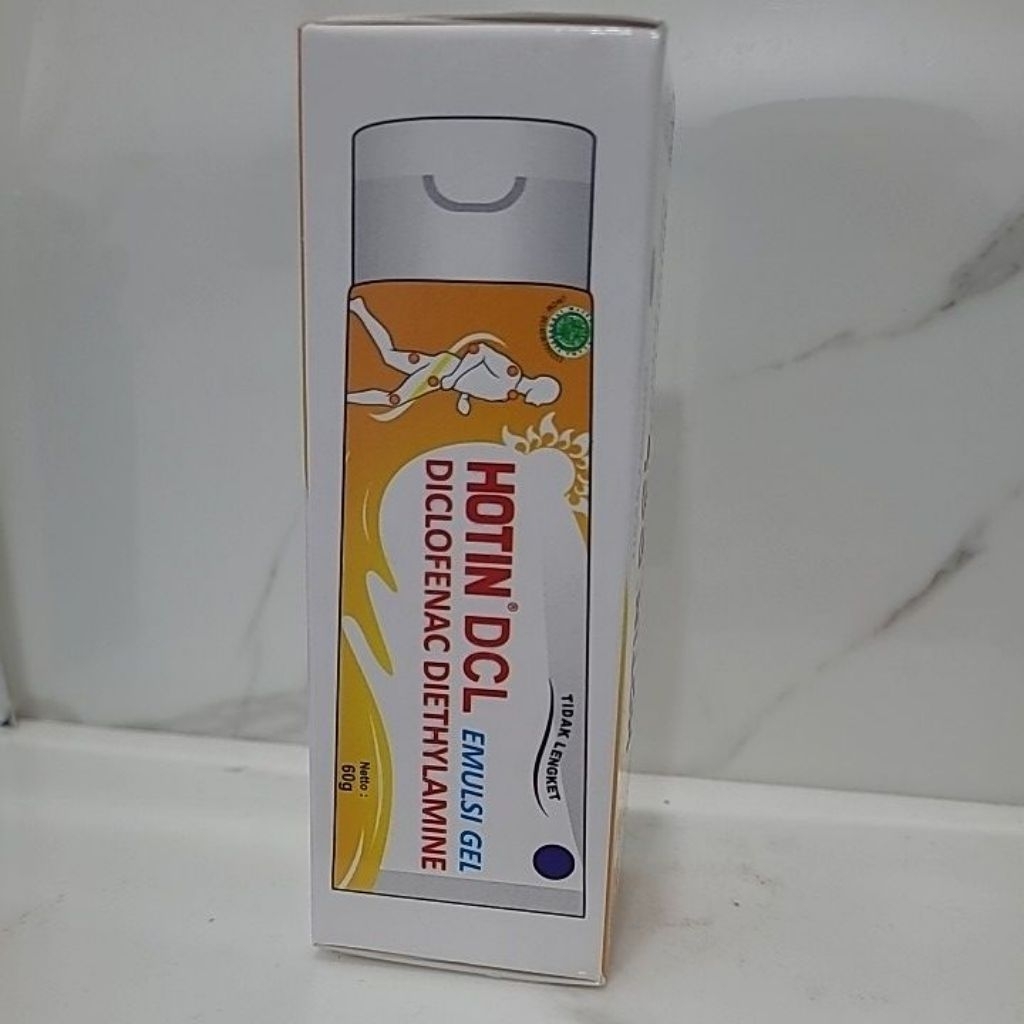 TIDAK LENGKET
HOTIN® DCL EMULSI GEL
DICLOFENAC DIETHYLAMINE
Netto :
60g